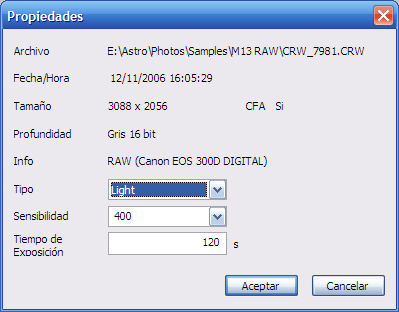 Propiedades
Archivo E:\Astro\Photos\Samples\M13 RAW\CRW_7981.CRW
Fecha/Hora 12/11/2006 16:05:29
Tamaño 3088 x 2056 CFA Si
Profundidad Gris 16 bit
Info RAW (Canon EOS 300D DIGITAL)
Tipo Light
Sensibilidad 400
Tiempo de
Exposición 120 s
Aceptar Cancelar